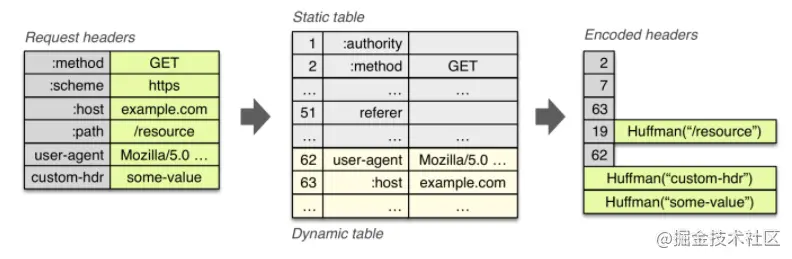 Request headers
:method GET
:scheme https
:host example.com
:path /resource
user-agent Mozilla/5.0 ...
custom-hdr some-value
Static table
1 :authority
2 :method GET
... ... ...
51 referer
... ... ...
62 user-agent Mozilla/5.0 ...
63 :host example.com
... ... ...
Dynamic table
Encoded headers
2
7
63
19 Huffman("/resource")
62
Huffman("custom-hdr")
Huffman("some-value")
@掘金技术社区